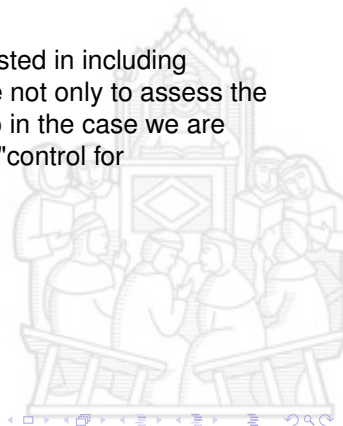 sted in including
e not only to assess the
o in the case we are
"control for